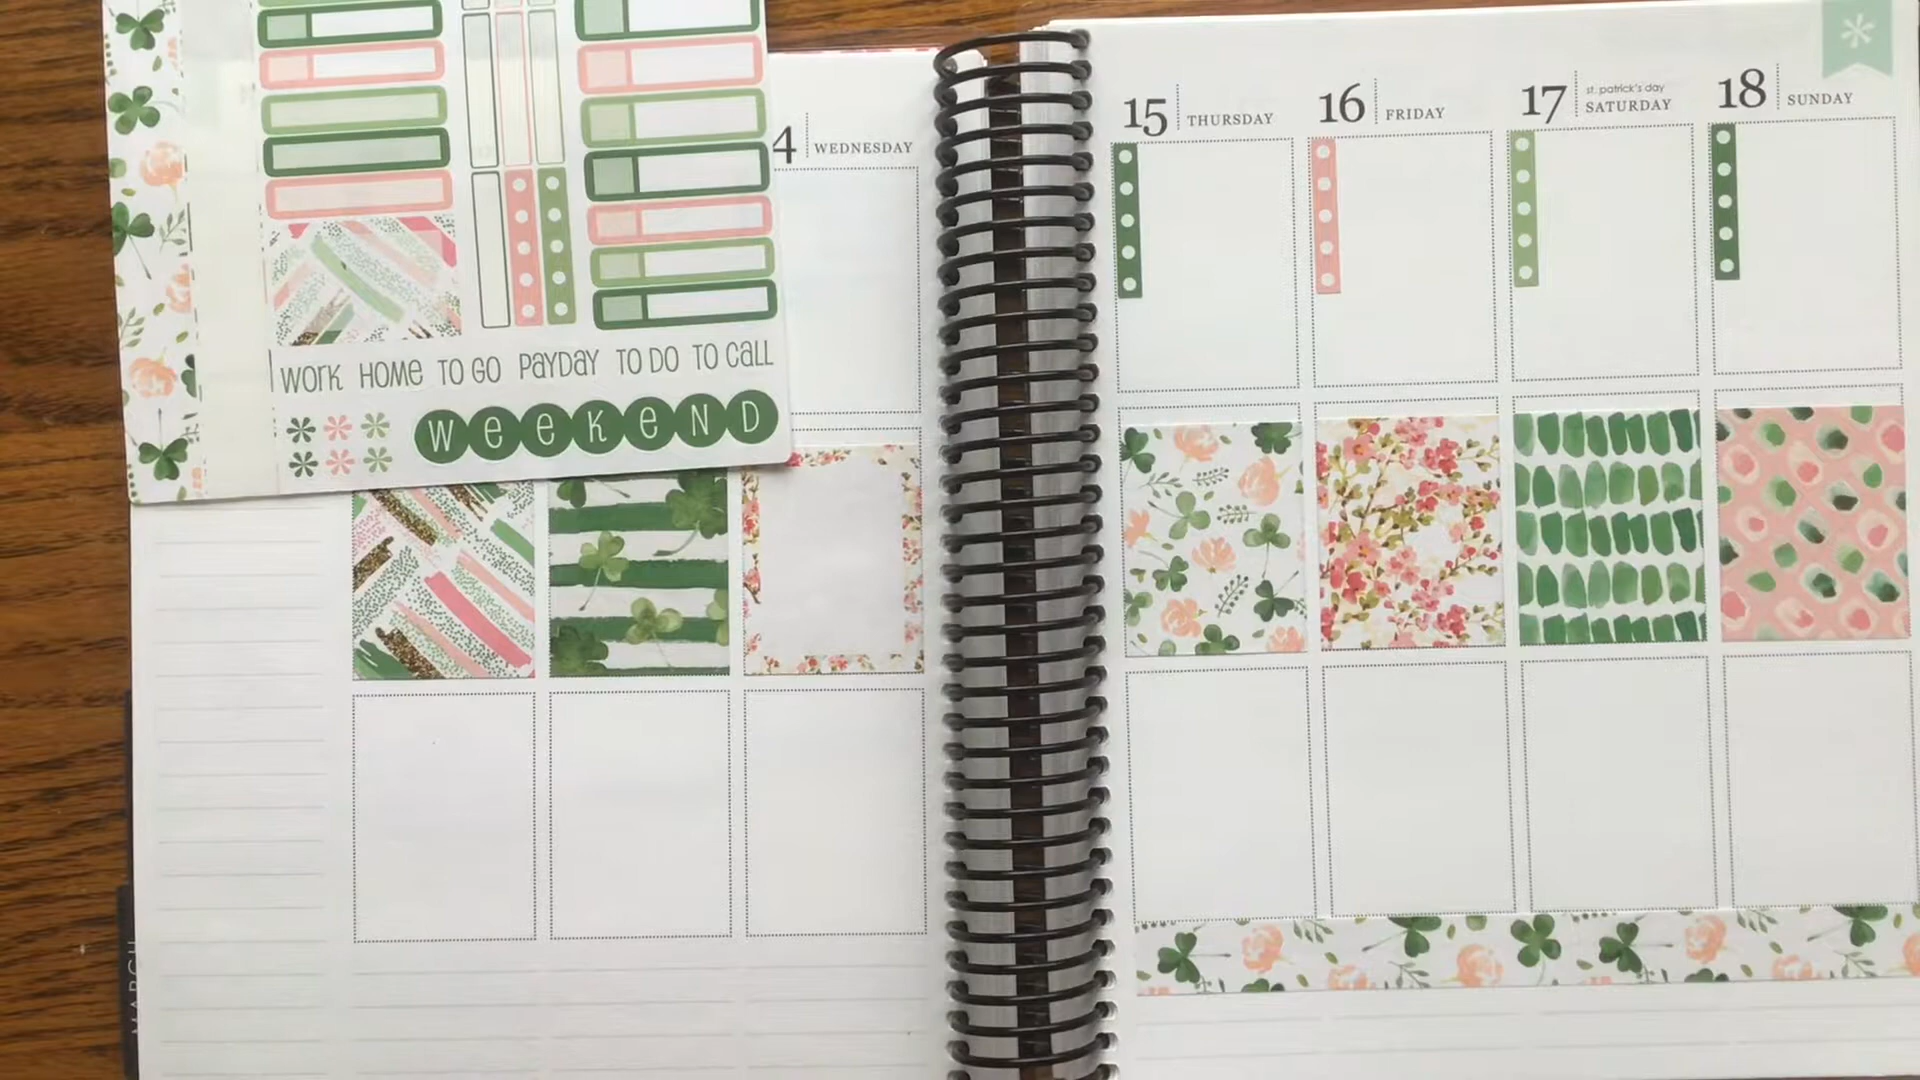 4 WEDNESDAY
15 THURSDAY
16 FRIDAY
17 st. patrick's day SATURDAY
18 SUNDAY
WORK HOME TO GO PAYDAY TO DO TO CALL
WEEKEND
MARCH